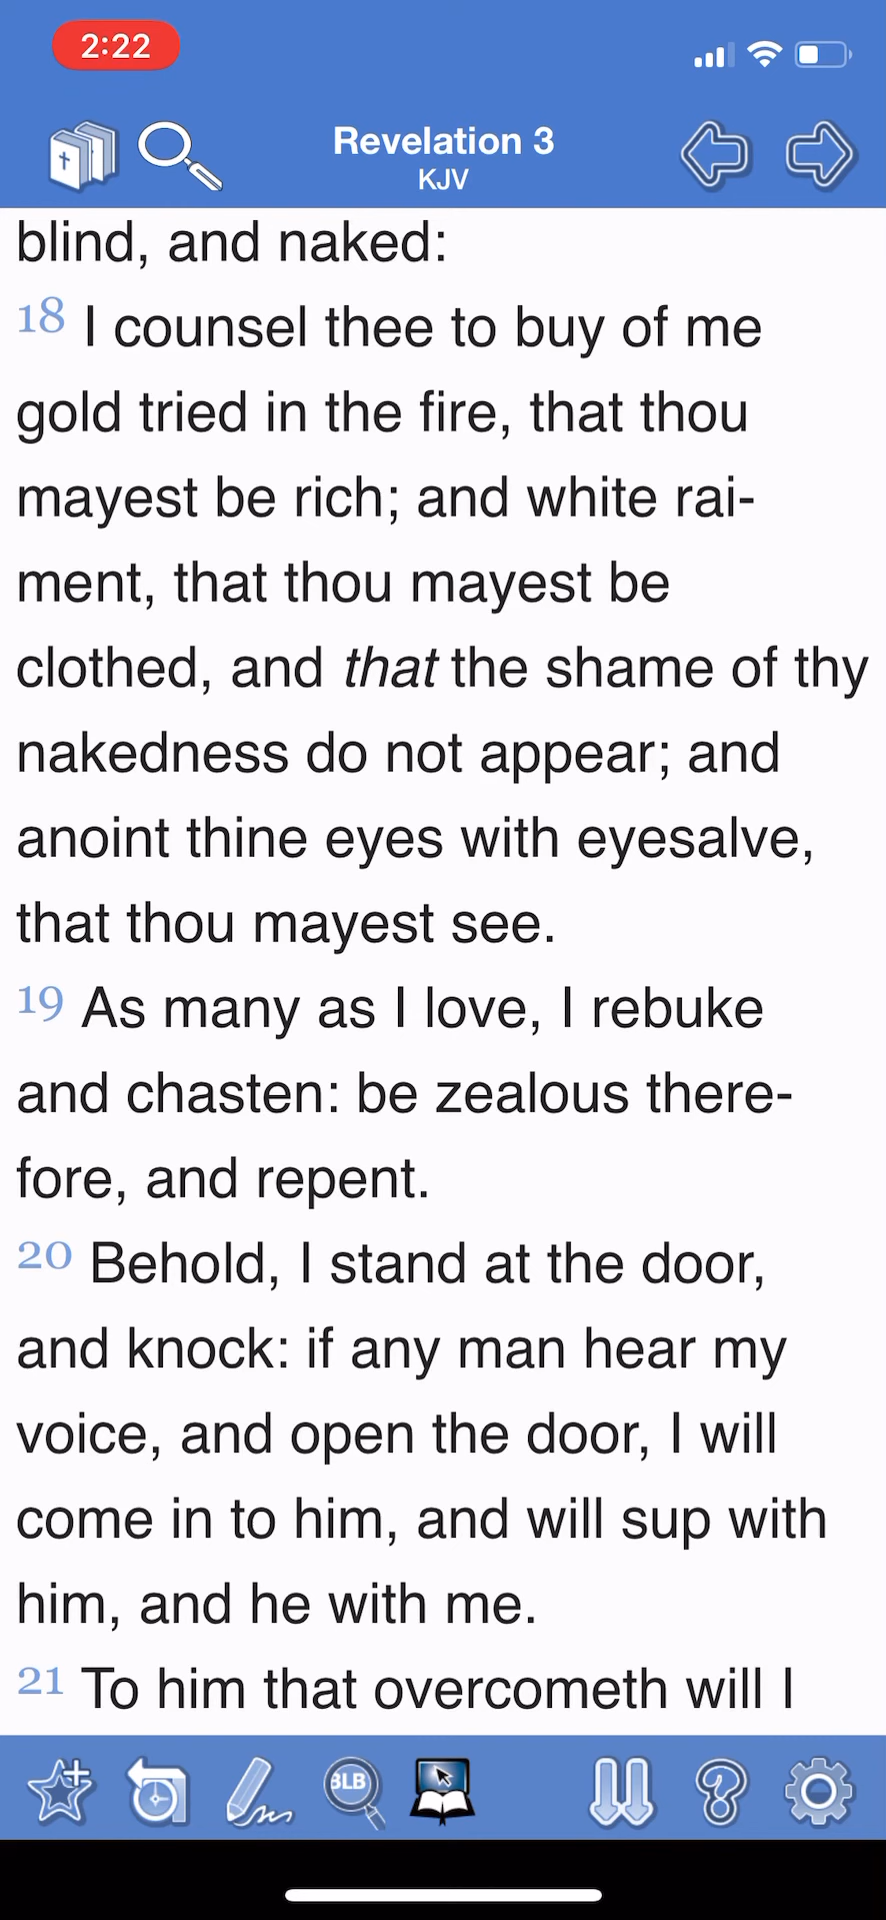 2:22
Revelation 3
KJV
blind, and naked:
18 I counsel thee to buy of me
gold tried in the fire, that thou
mayest be rich; and white rai-
ment, that thou mayest be
clothed, and that the shame of thy
nakedness do not appear; and
anoint thine eyes with eyesalve,
that thou mayest see.
19 As many as I love, I rebuke
and chasten: be zealous there-
fore, and repent.
20 Behold, I stand at the door,
and knock: if any man hear my
voice, and open the door, I will
come in to him, and will sup with
him, and he with me.
21 To him that overcometh will I
BLB